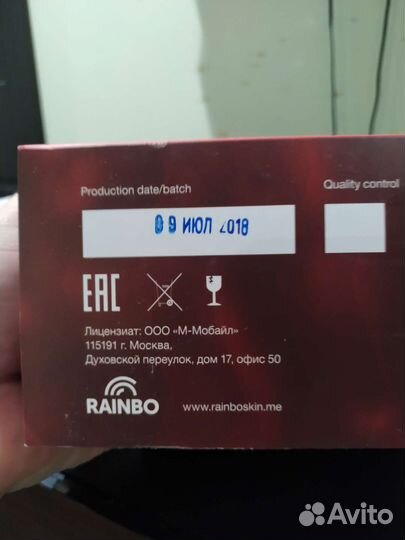 Production date/batch
Quality control
09 ИЮЛ 2018
EAC
Лицензиат: ООО «М-Мобайл»
115191 г. Москва,
Духовской переулок, дом 17, офис 50
RAINBO
www.rainboskin.me
Avito